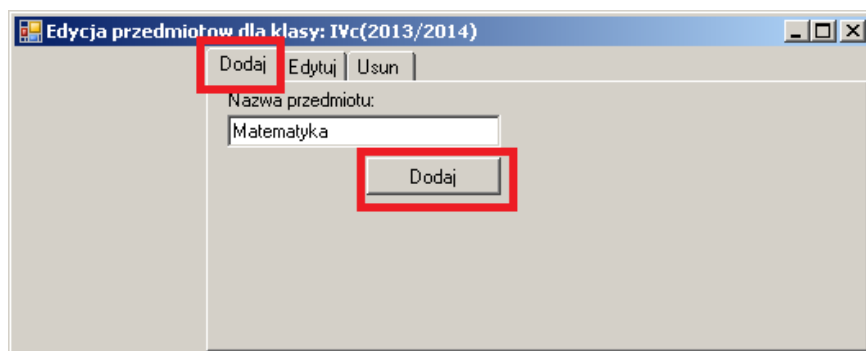 Edycja przedmiotow dla klasy: IVc(2013/2014)
Dodaj Edytuj Usun
Nazwa przedmiotu:
Matematyka
Dodaj